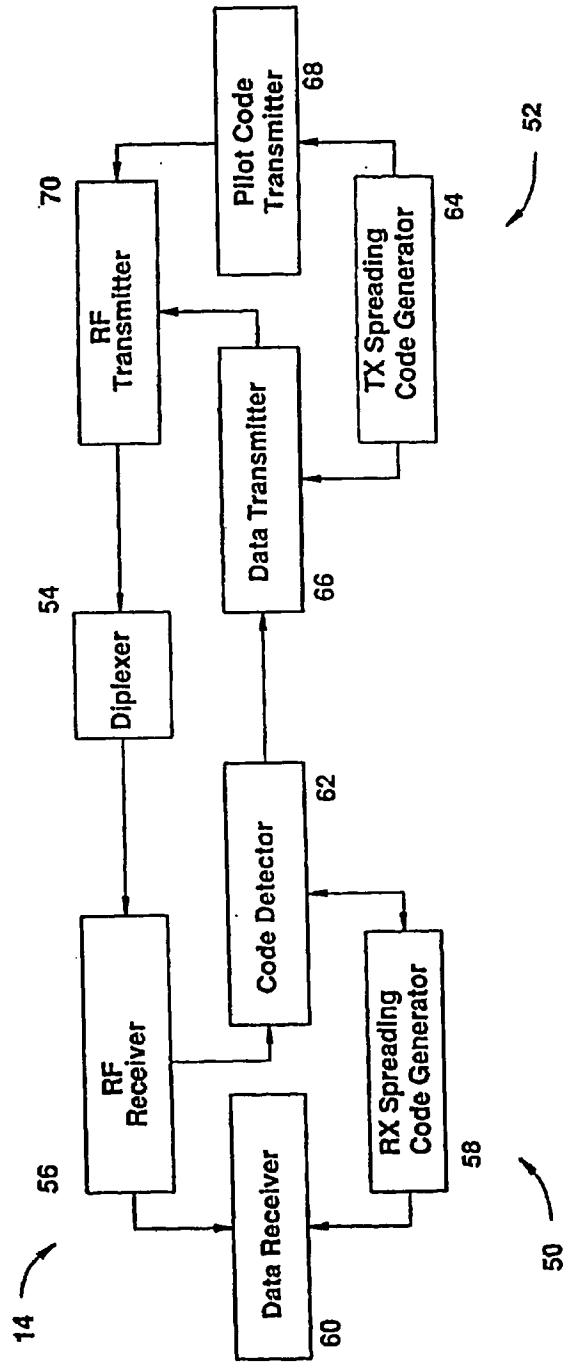 14
56
RF
Receiver
54
Diplexer
70
RF
Transmitter
Data Receiver
60
Code Detector
62
Data Transmitter
66
Pilot Code
Transmitter
68
RX Spreading
Code Generator
58
TX Spreading
Code Generator
64
50
52